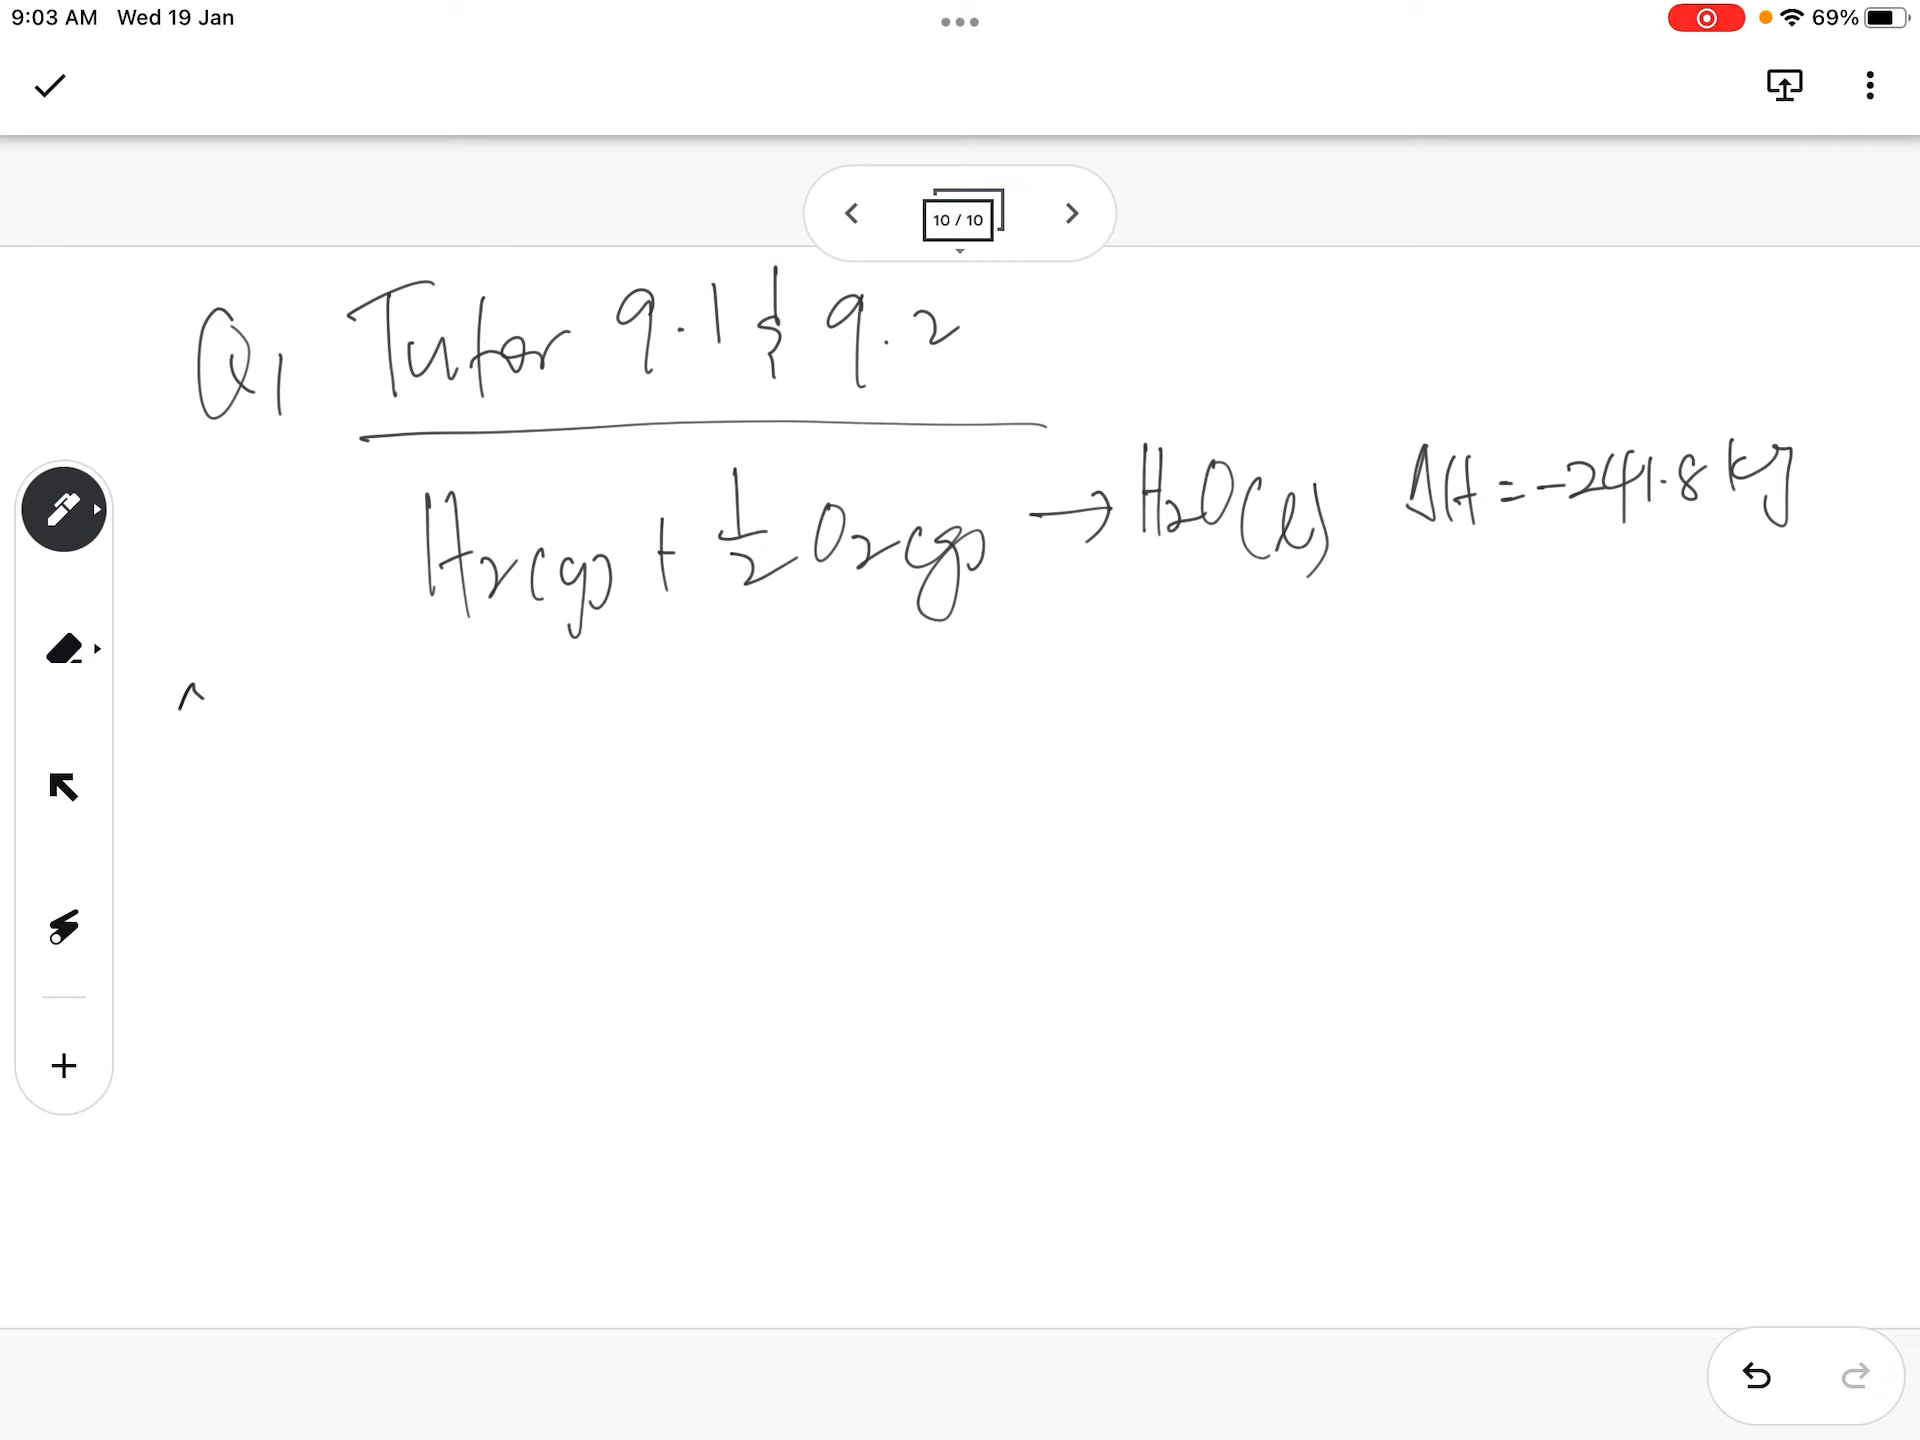 9:03 AM Wed 19 Jan
69%
10 / 10
Q1 Tutor 9.1 & 9.2
H₂(g) + ½ O₂(g) → H₂O(l) ΔH = -241.8 kJ